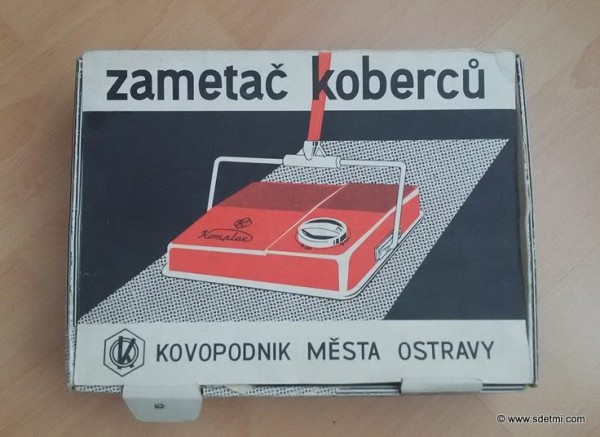 zametač koberců
Komplex
KOVOPODNIK MĚSTA OSTRAVY
© www.sdetmi.com